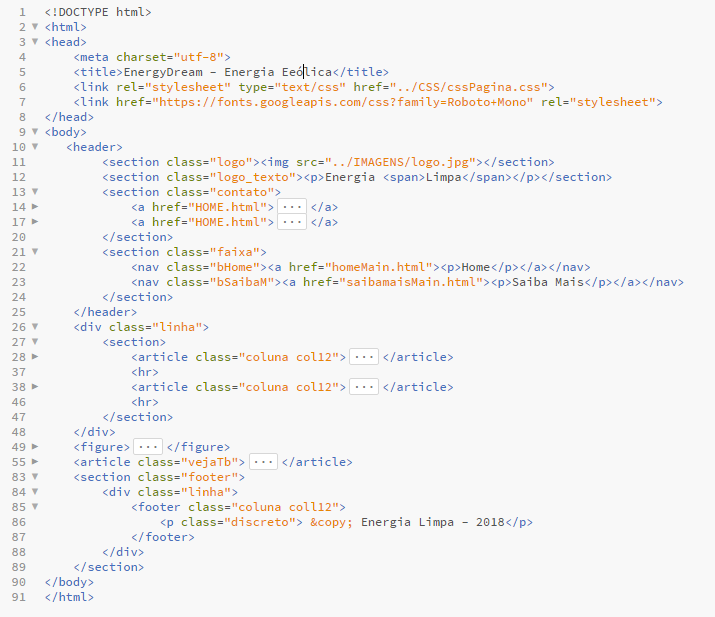 1 <!DOCTYPE html>
2 <html>
3 <head>
4 <meta charset="utf-8">
5 <title>EnergyDream - Energia Eeólica</title>
6 <link rel="stylesheet" type="text/css" href="../CSS/cssPagina.css">
7 <link href="https://fonts.googleapis.com/css?family=Roboto+Mono" rel="stylesheet">
8 </head>
9 <body>
10 <header>
11 <section class="logo"><img src="../IMAGENS/logo.jpg"></section>
12 <section class="logo_texto"><p>Energia <span>Limpa</span></p></section>
13 <section class="contato">
14 <a href="HOME.html"> ... </a>
17 <a href="HOME.html"> ... </a>
20 </section>
21 <section class="faixa">
22 <nav class="bHome"><a href="homeMain.html"><p>Home</p></a></nav>
23 <nav class="bSaibaM"><a href="saibamaisMain.html"><p>Saiba Mais</p></a></nav>
24 </section>
25 </header>
26 <div class="linha">
27 <section>
28 <article class="coluna col12"> ... </article>
37 <hr>
38 <article class="coluna col12"> ... </article>
46 <hr>
47 </section>
48 </div>
49 <figure> ... </figure>
55 <article class="vejaTb"> ... </article>
83 <section class="footer">
84 <div class="linha">
85 <footer class="coluna coll12">
86 <p class="discreto"> &copy; Energia Limpa - 2018</p>
87 </footer>
88 </div>
89 </section>
90 </body>
91 </html>